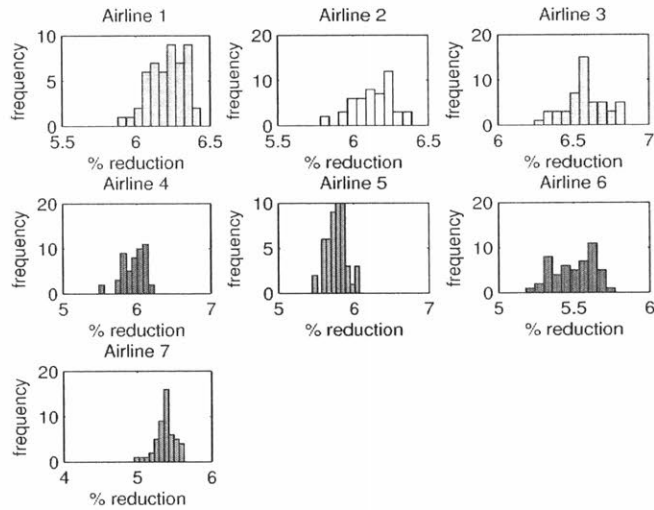 Airline 1
Airline 2
Airline 3
frequency
10
5
0
5.5
6
6.5
% reduction
frequency
20
10
0
5.5
6
6.5
% reduction
frequency
20
10
0
6
6.5
7
% reduction
Airline 4
Airline 5
Airline 6
frequency
20
10
0
5
6
7
% reduction
frequency
10
5
0
5
6
7
% reduction
frequency
20
10
0
5
5.5
6
% reduction
Airline 7
frequency
20
10
0
4
5
6
% reduction